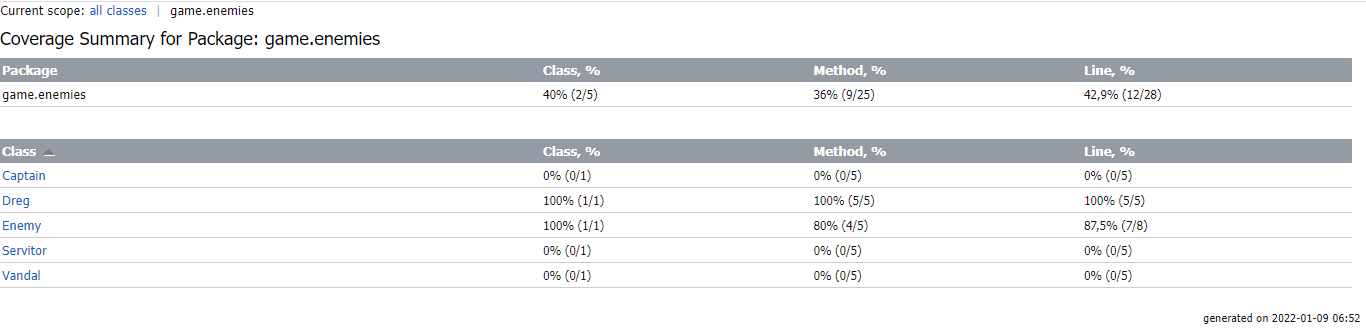 Current scope: all classes | game.enemies
Coverage Summary for Package: game.enemies
Package Class, % Method, % Line, %
game.enemies 40% (2/5) 36% (9/25) 42,9% (12/28)
Class Class, % Method, % Line, %
Captain 0% (0/1) 0% (0/5) 0% (0/5)
Dreg 100% (1/1) 100% (5/5) 100% (5/5)
Enemy 100% (1/1) 80% (4/5) 87,5% (7/8)
Servitor 0% (0/1) 0% (0/5) 0% (0/5)
Vandal 0% (0/1) 0% (0/5) 0% (0/5)
generated on 2022-01-09 06:52